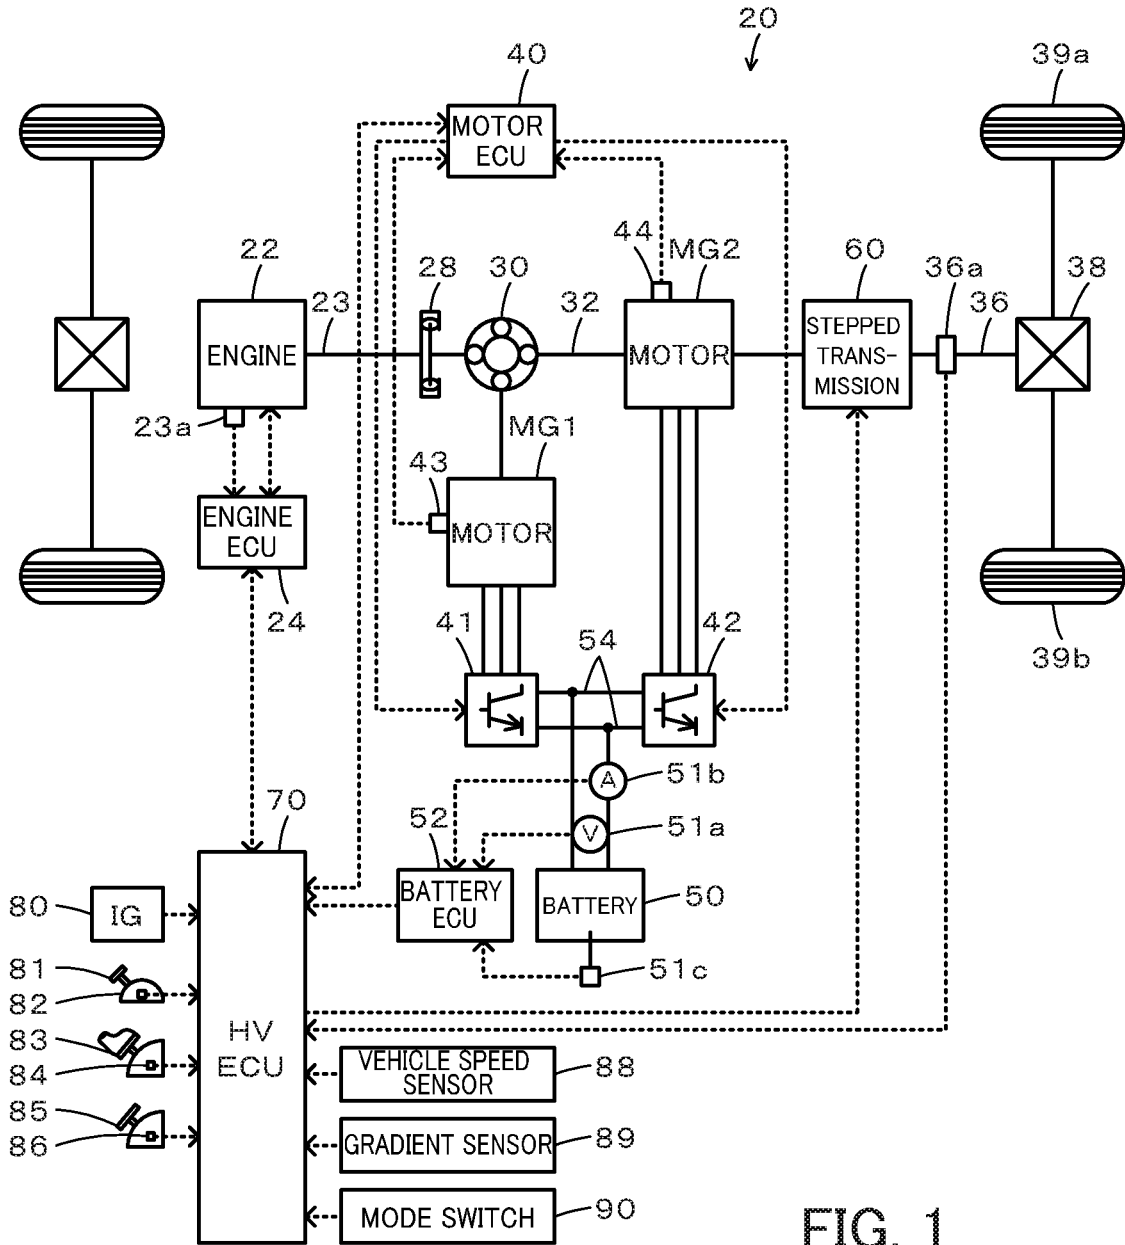 20
40
39a
MOTOR
ECU
22
28
30
44
MG2
60
36a
38
23
32
36
ENGINE
MOTOR
STEPPED
TRANS-
MISSION
23a
MG1
43
ENGINE
ECU
MOTOR
24
41
54
42
39b
70
52
A
51b
V
51a
80
IG
BATTERY
ECU
BATTERY
50
81
82
51c
83
84
HV
ECU
VEHICLE SPEED
SENSOR
88
85
86
GRADIENT SENSOR
89
MODE SWITCH
90
FIG. 1